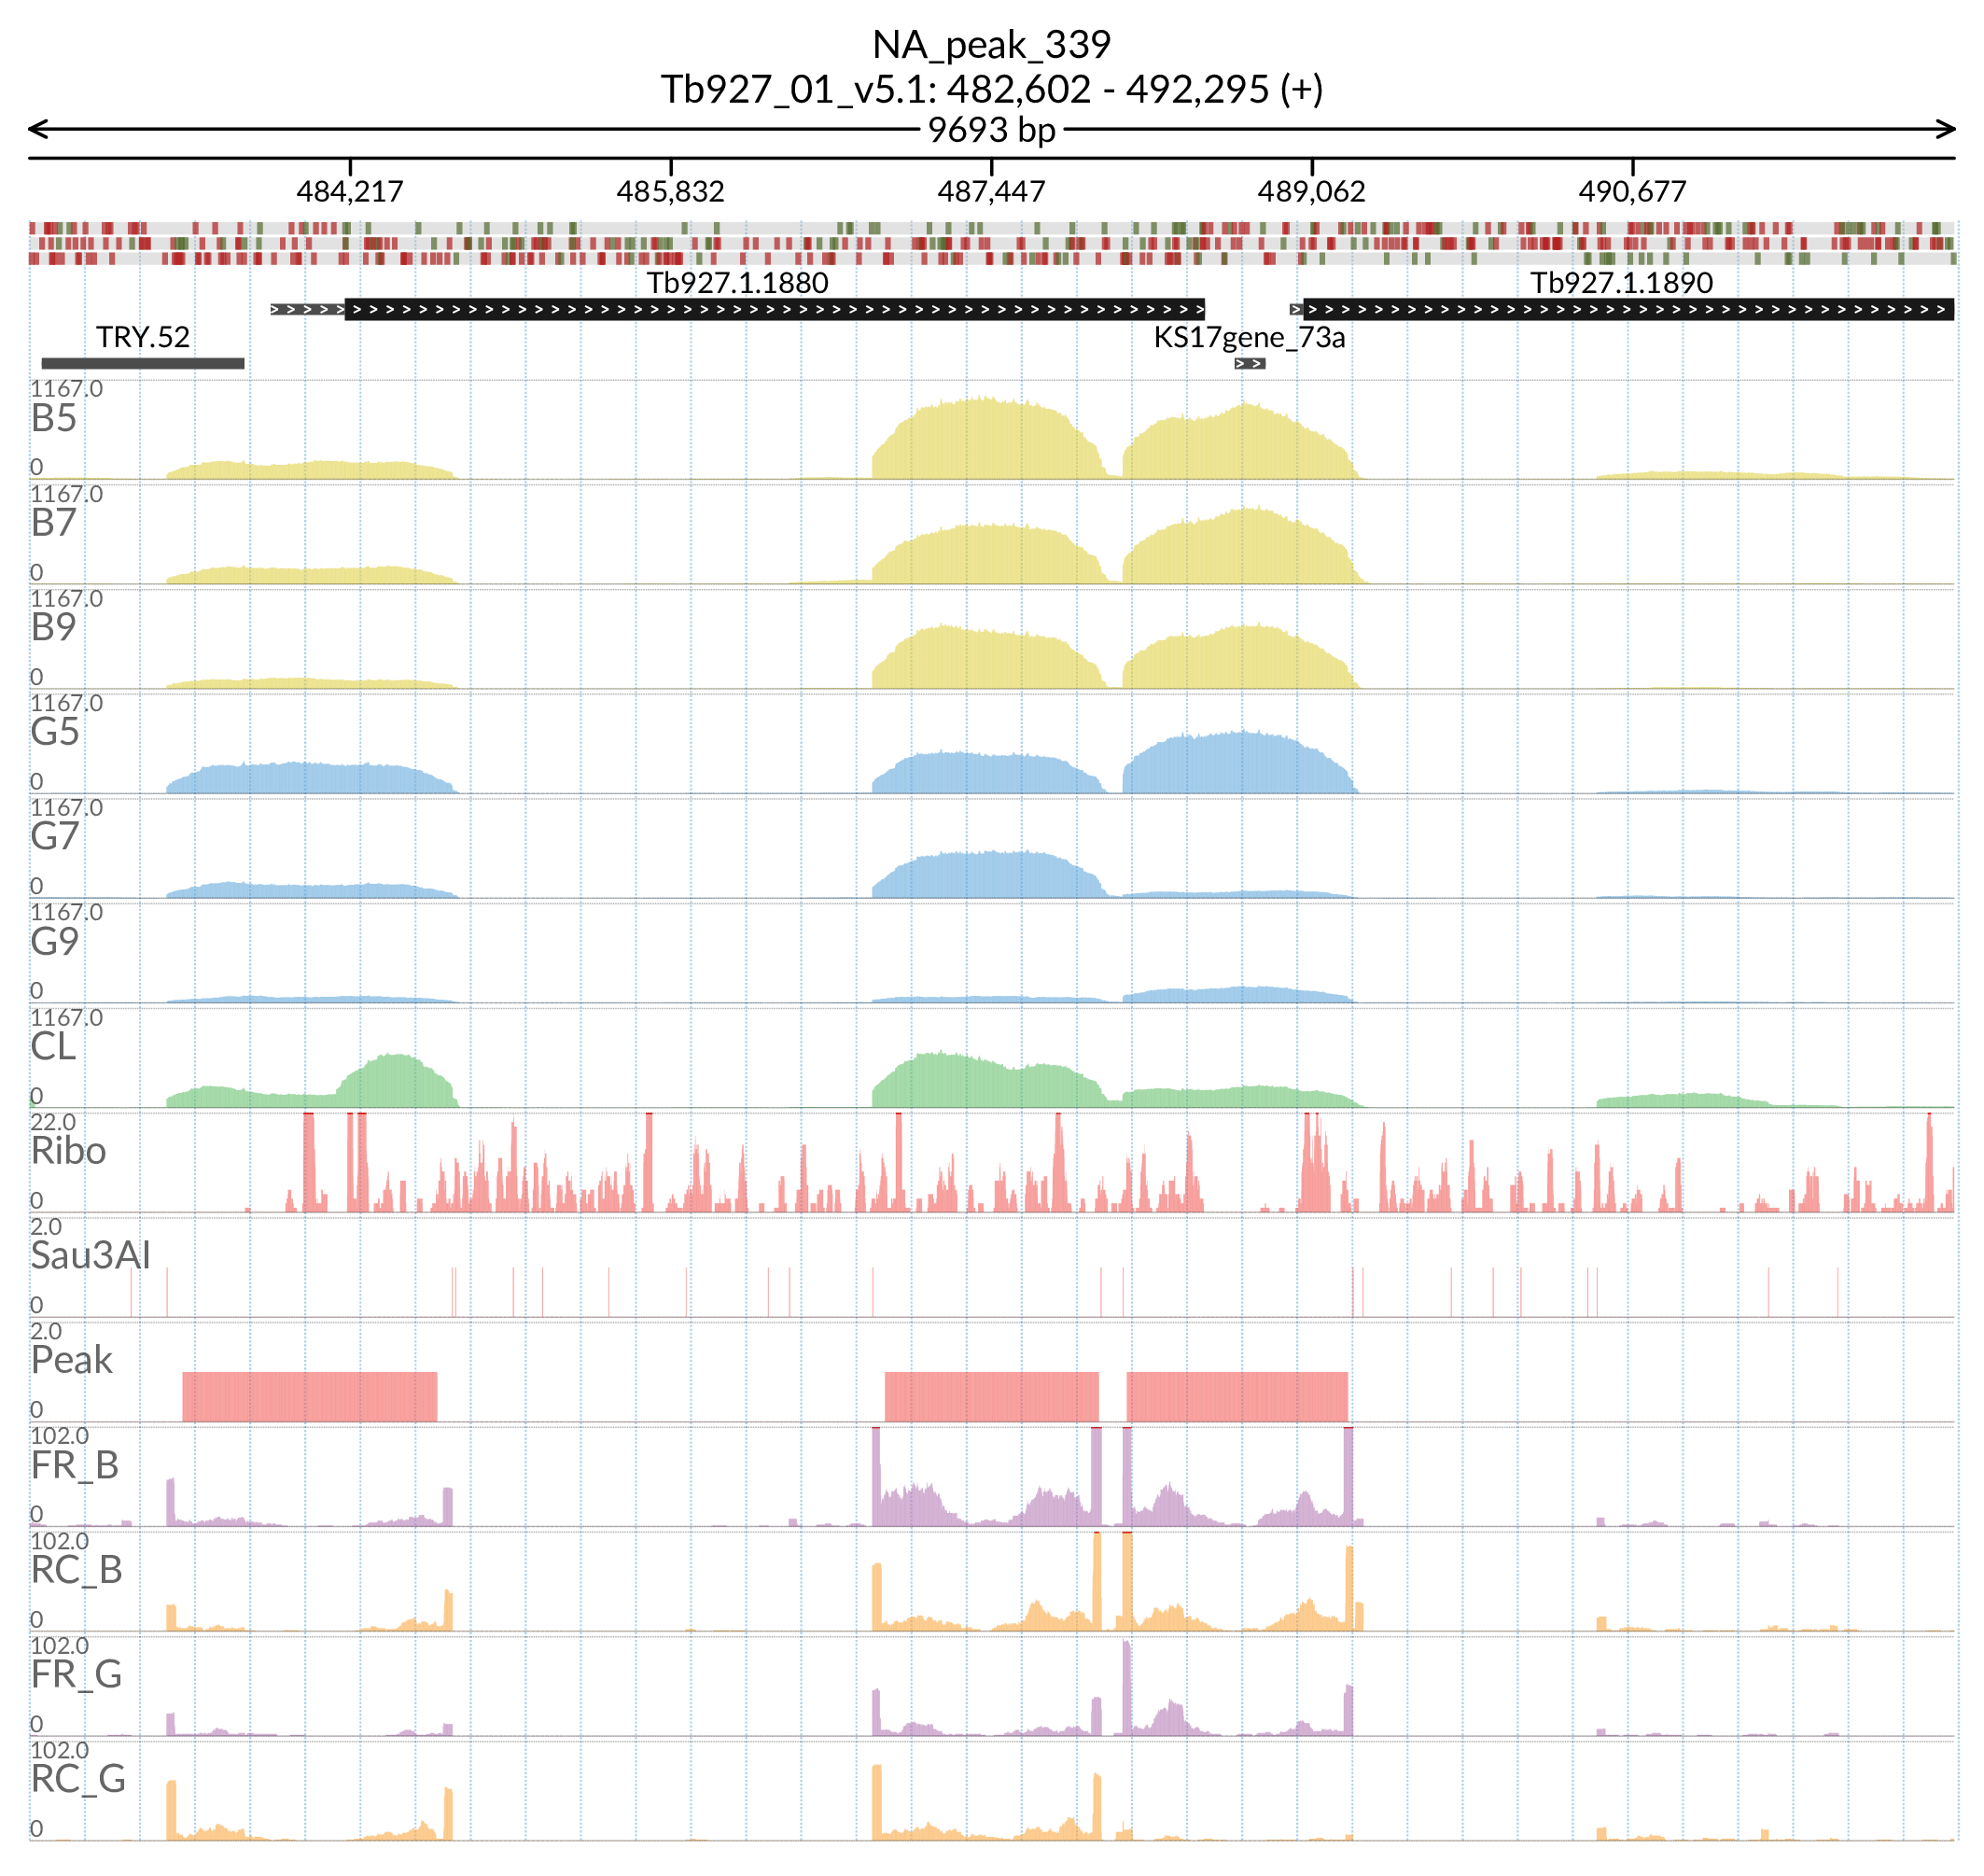 NA_peak_339
Tb927_01_v5.1: 482,602 - 492,295 (+)
9693 bp
484,217 485,832 487,447 489,062 490,677
Tb927.1.1880 Tb927.1.1890
TRY.52 KS17gene_73a
1167.0
B5
0
1167.0
B7
0
1167.0
B9
0
1167.0
G5
0
1167.0
G7
0
1167.0
G9
0
1167.0
CL
0
22.0
Ribo
0
2.0
Sau3AI
0
2.0
Peak
0
102.0
FR_B
0
102.0
RC_B
0
102.0
FR_G
0
102.0
RC_G
0